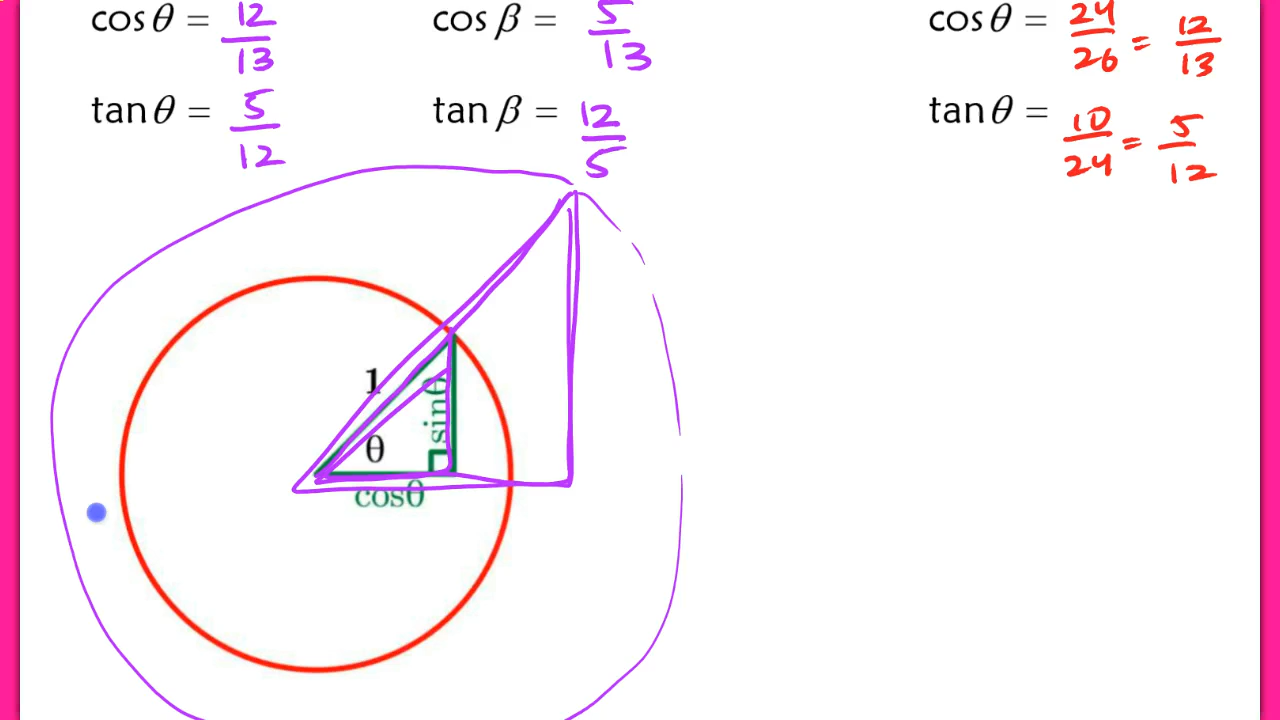 cos θ = 12/13 cos β = 5/13 cos θ = 24/26 = 12/13
tan θ = 5/12 tan β = 12/5 tan θ = 10/24 = 5/12
1
sinθ
θ
cosθ